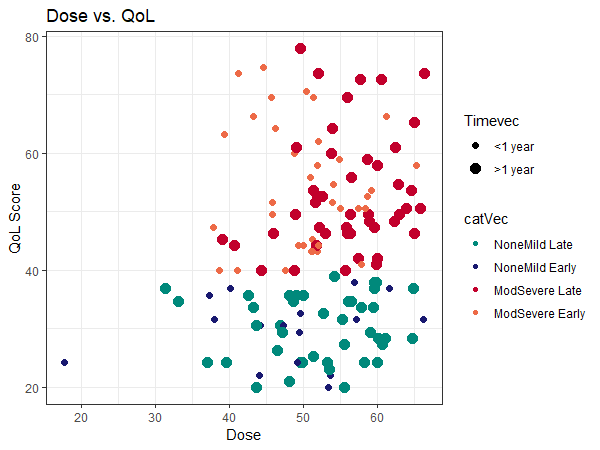 Dose vs. QoL
80
60
40
20
QoL Score
20
30
40
50
60
Dose
Timevec
<1 year
>1 year
catVec
NoneMild Late
NoneMild Early
ModSevere Late
ModSevere Early